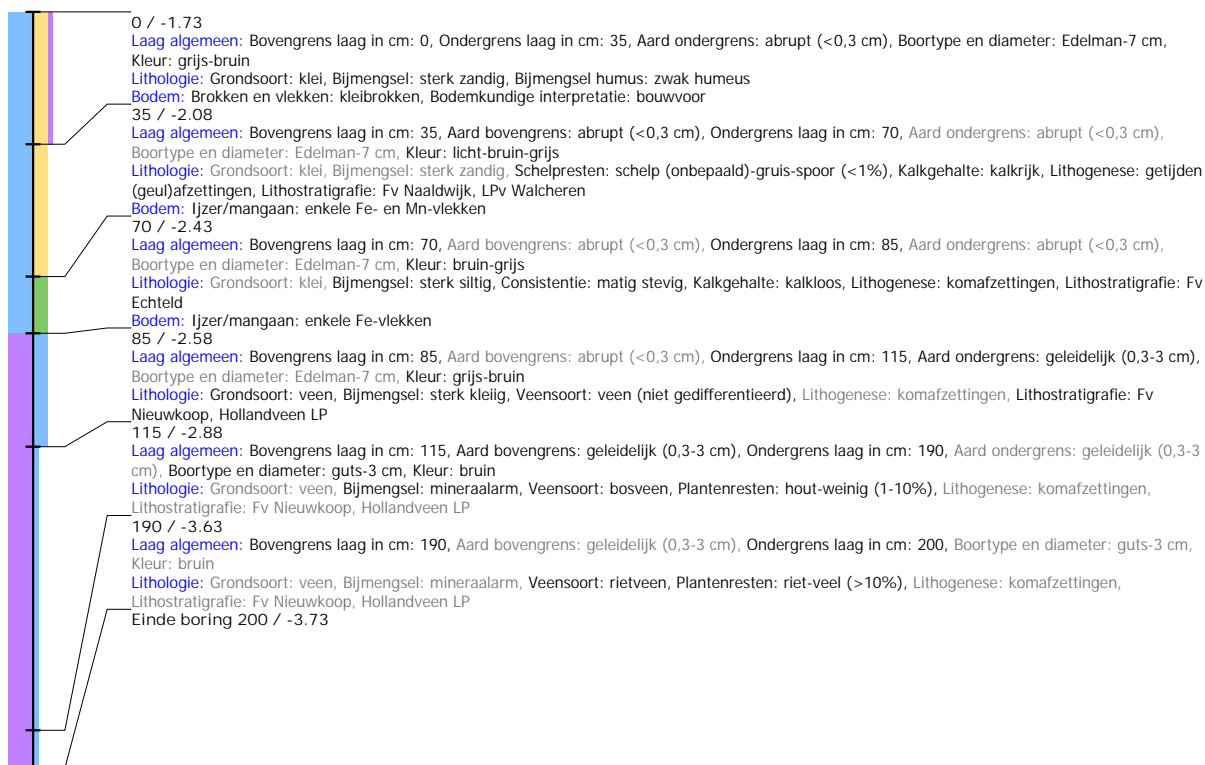 0 / -1.73
Laag algemeen: Bovengrens laag in cm: 0, Ondergrens laag in cm: 35, Aard ondergrens: abrupt (<0,3 cm), Boortype en diameter: Edelman-7 cm,
Kleur: grijs-bruin
Lithologie: Grondsoort: klei, Bijmengsel: sterk zandig, Bijmengsel humus: zwak humeus
Bodem: Brokken en vlekken: kleibrokken, Bodemkundige interpretatie: bouwvoor
35 / -2.08
Laag algemeen: Bovengrens laag in cm: 35, Aard bovengrens: abrupt (<0,3 cm), Ondergrens laag in cm: 70, Aard ondergrens: abrupt (<0,3 cm),
Boortype en diameter: Edelman-7 cm, Kleur: licht-bruin-grijs
Lithologie: Grondsoort: klei, Bijmengsel: sterk zandig, Schelpresten: schelp (onbepaald)-gruis-spoor (<1%), Kalkgehalte: kalkrijk, Lithogenese: getijden
(geul)afzettingen, Lithostratigrafie: Fv Naaldwijk, LPv Walcheren
Bodem: Ijzer/mangaan: enkele Fe- en Mn-vlekken
70 / -2.43
Laag algemeen: Bovengrens laag in cm: 70, Aard bovengrens: abrupt (<0,3 cm), Ondergrens laag in cm: 85, Aard ondergrens: abrupt (<0,3 cm),
Boortype en diameter: Edelman-7 cm, Kleur: bruin-grijs
Lithologie: Grondsoort: klei, Bijmengsel: sterk siltig, Consistentie: matig stevig, Kalkgehalte: kalkloos, Lithogenese: komafzettingen, Lithostratigrafie: Fv
Echteld
Bodem: Ijzer/mangaan: enkele Fe-vlekken
85 / -2.58
Laag algemeen: Bovengrens laag in cm: 85, Aard bovengrens: abrupt (<0,3 cm), Ondergrens laag in cm: 115, Aard ondergrens: geleidelijk (0,3-3 cm),
Boortype en diameter: Edelman-7 cm, Kleur: grijs-bruin
Lithologie: Grondsoort: veen, Bijmengsel: sterk kleiig, Veensoort: veen (niet gedifferentieerd), Lithogenese: komafzettingen, Lithostratigrafie: Fv
Nieuwkoop, Hollandveen LP
115 / -2.88
Laag algemeen: Bovengrens laag in cm: 115, Aard bovengrens: geleidelijk (0,3-3 cm), Ondergrens laag in cm: 190, Aard ondergrens: geleidelijk (0,3-3
cm), Boortype en diameter: guts-3 cm, Kleur: bruin
Lithologie: Grondsoort: veen, Bijmengsel: mineraalarm, Veensoort: bosveen, Plantenresten: hout-weinig (1-10%), Lithogenese: komafzettingen,
Lithostratigrafie: Fv Nieuwkoop, Hollandveen LP
190 / -3.63
Laag algemeen: Bovengrens laag in cm: 190, Aard bovengrens: geleidelijk (0,3-3 cm), Ondergrens laag in cm: 200, Boortype en diameter: guts-3 cm,
Kleur: bruin
Lithologie: Grondsoort: veen, Bijmengsel: mineraalarm, Veensoort: rietveen, Plantenresten: riet-veel (>10%), Lithogenese: komafzettingen,
Lithostratigrafie: Fv Nieuwkoop, Hollandveen LP
Einde boring 200 / -3.73